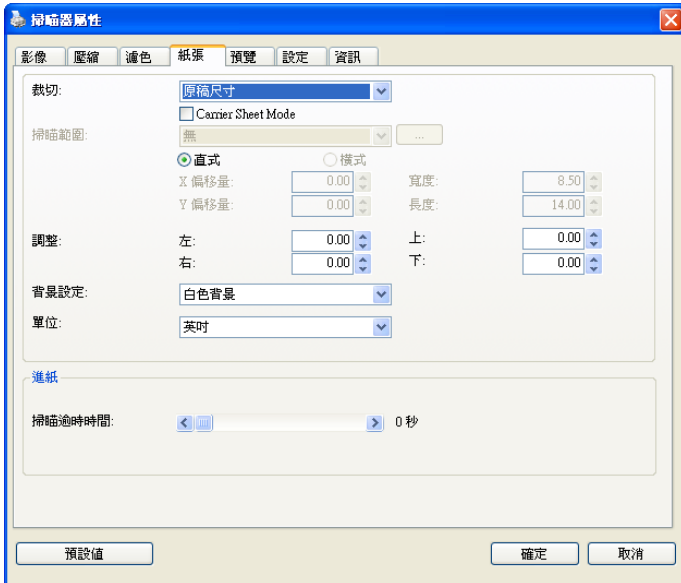 掃瞄器屬性
影像 壓縮 濾色 紙張 預覽 設定 資訊
裁切: 原稿尺寸
Carrier Sheet Mode
掃瞄範圍: 無 ...
直式 橫式
X 偏移量: 0.00 寬度: 8.50
Y 偏移量: 0.00 長度: 14.00
調整: 左: 0.00 上: 0.00
右: 0.00 下: 0.00
背景設定: 白色背景
單位: 英吋
進紙
掃瞄逾時時間: 0 秒
預設値 確定 取消